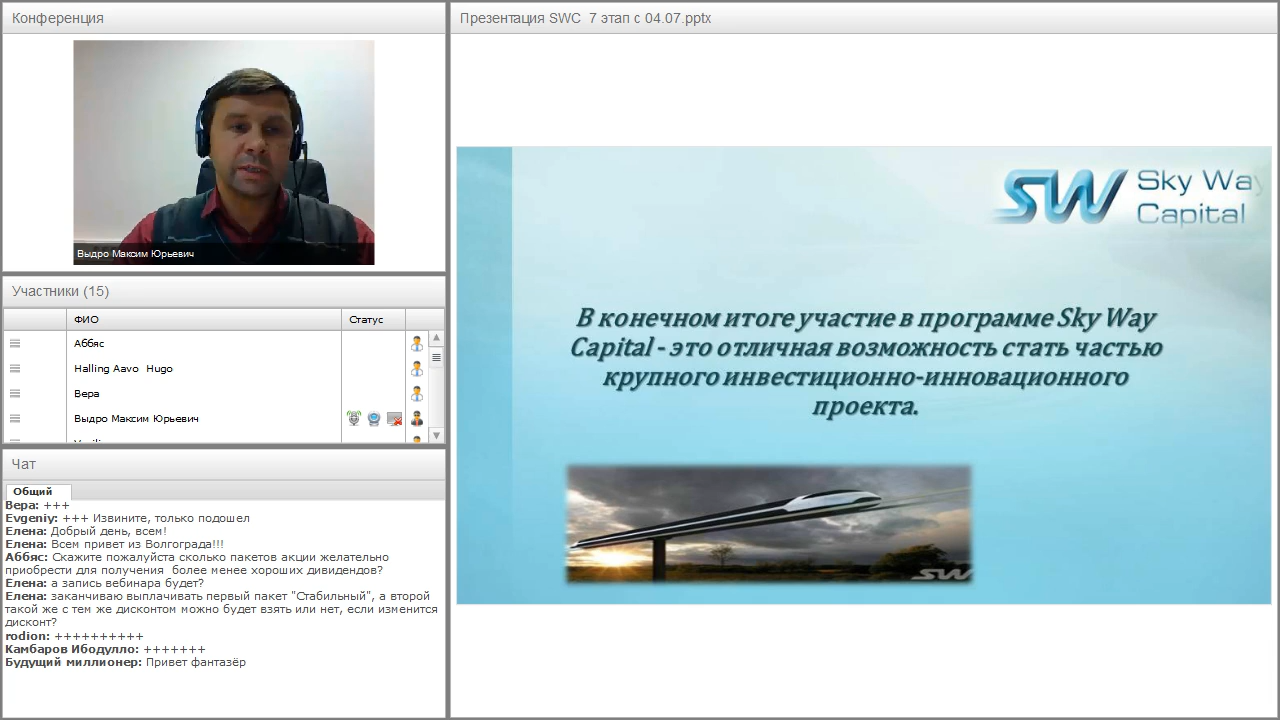 Конференция
Выдро Максим Юрьевич
Участники (15)
ФИО
Статус
Аббяс
Halling Aavo Hugo
Вера
Выдро Максим Юрьевич
Чат
Общий
Вера: +++
Evgeniy: +++ Извините, только подошел
Елена: Добрый день, всем!
Елена: Всем привет из Волгограда!!!
Аббяс: Скажите пожалуйста сколько пакетов акции желательно
приобрести для получения более менее хороших дивидендов?
Елена: а запись вебинара будет?
Елена: заканчиваю выплачивать первый пакет "Стабильный", а второй
такой же с тем же дисконтом можно будет взять или нет, если изменится
дисконт?
rodion: ++++++++++
Камбаров Ибодулло: +++++++
Будущий миллионер: Привет фантазёр
Презентация SWC 7 этап с 04.07.pptx
SW Sky Way
Capital
В конечном итоге участие в программе Sky Way
Capital - это отличная возможность стать частью
крупного инвестиционно-инновационного
проекта.
SW